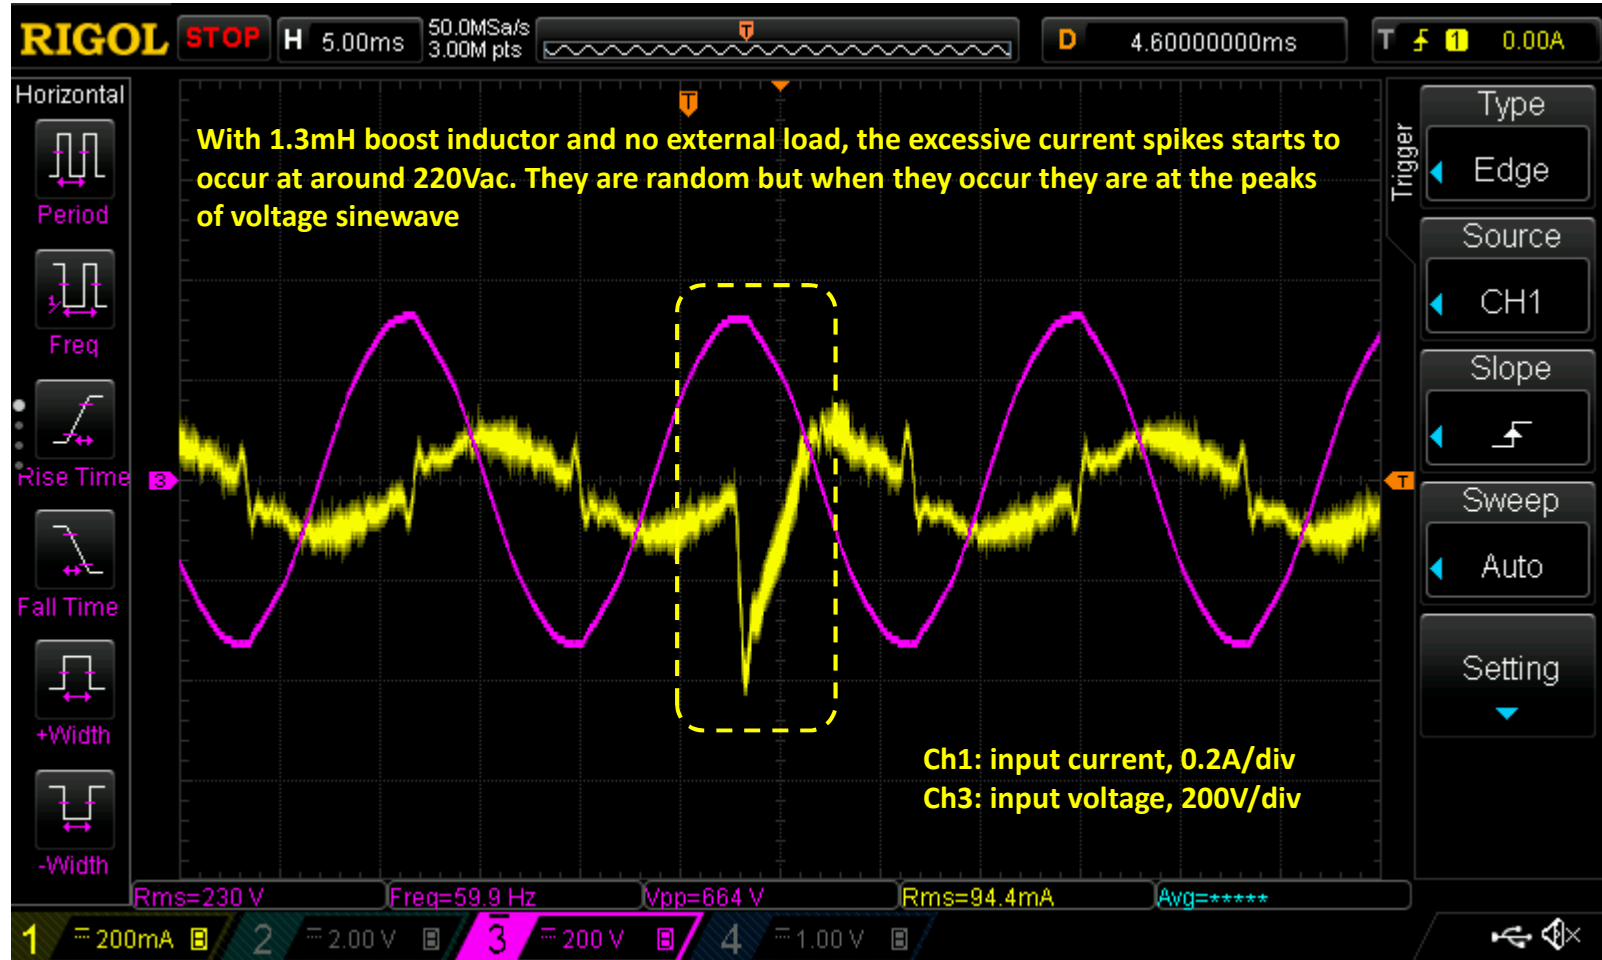 RIGOL STOP H 5.00ms 50.0MSa/s 3.00M pts T D 4.60000000ms T 1 0.00A
Horizontal
Period
Freq
Rise Time
Fall Time
+Width
-Width
T
With 1.3mH boost inductor and no external load, the excessive current spikes starts to
occur at around 220Vac. They are random but when they occur they are at the peaks
of voltage sinewave
3
T
Ch1: input current, 0.2A/div
Ch3: input voltage, 200V/div
Trigger
Type
Edge
Source
CH1
Slope
Sweep
Auto
Setting
Rms=230 V Freq=59.9 Hz Vpp=664 V Rms=94.4mA Avg=*****
1 200mA B 2 2.00 V B 3 200 V B 4 1.00 V B